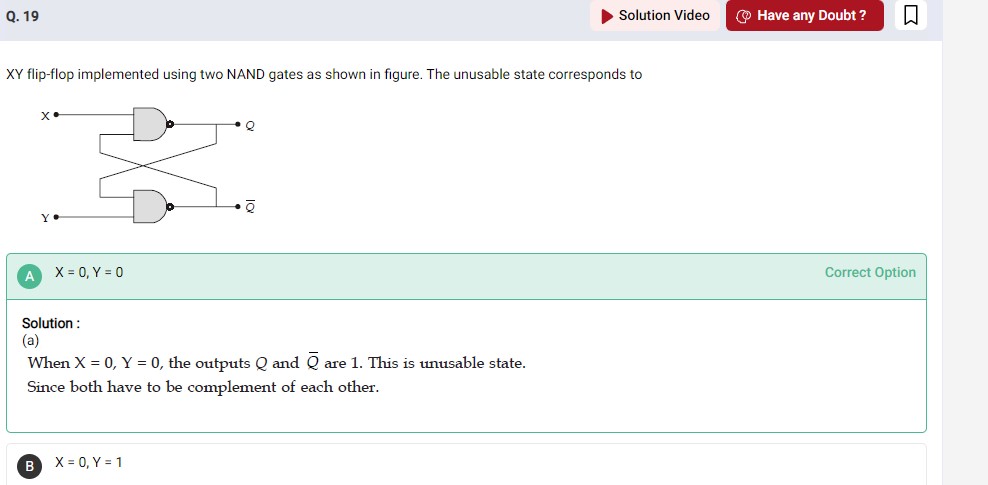 Q. 19
Solution Video
Have any Doubt ?
XY flip-flop implemented using two NAND gates as shown in figure. The unusable state corresponds to
X
Q
Y
Q̅
A
X = 0, Y = 0
Correct Option
Solution :
(a)
When X = 0, Y = 0, the outputs Q and Q̅ are 1. This is unusable state.
Since both have to be complement of each other.
B
X = 0, Y = 1